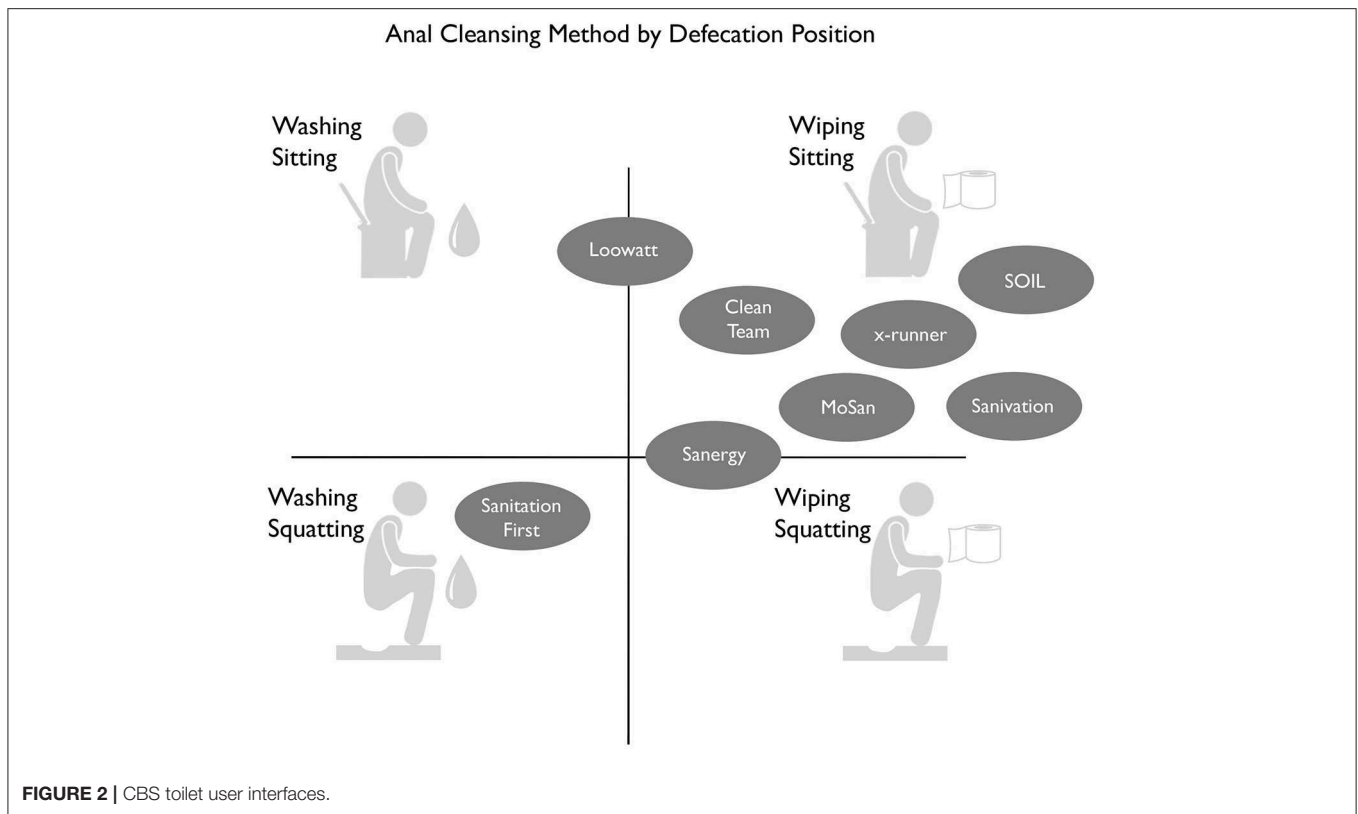 Anal Cleansing Method by Defecation Position
Washing
Sitting
Wiping
Sitting
Loowatt
SOIL
Clean
Team
x-runner
MoSan
Sanivation
Sanergy
Washing
Squatting
Sanitation
First
Wiping
Squatting
FIGURE 2 | CBS toilet user interfaces.